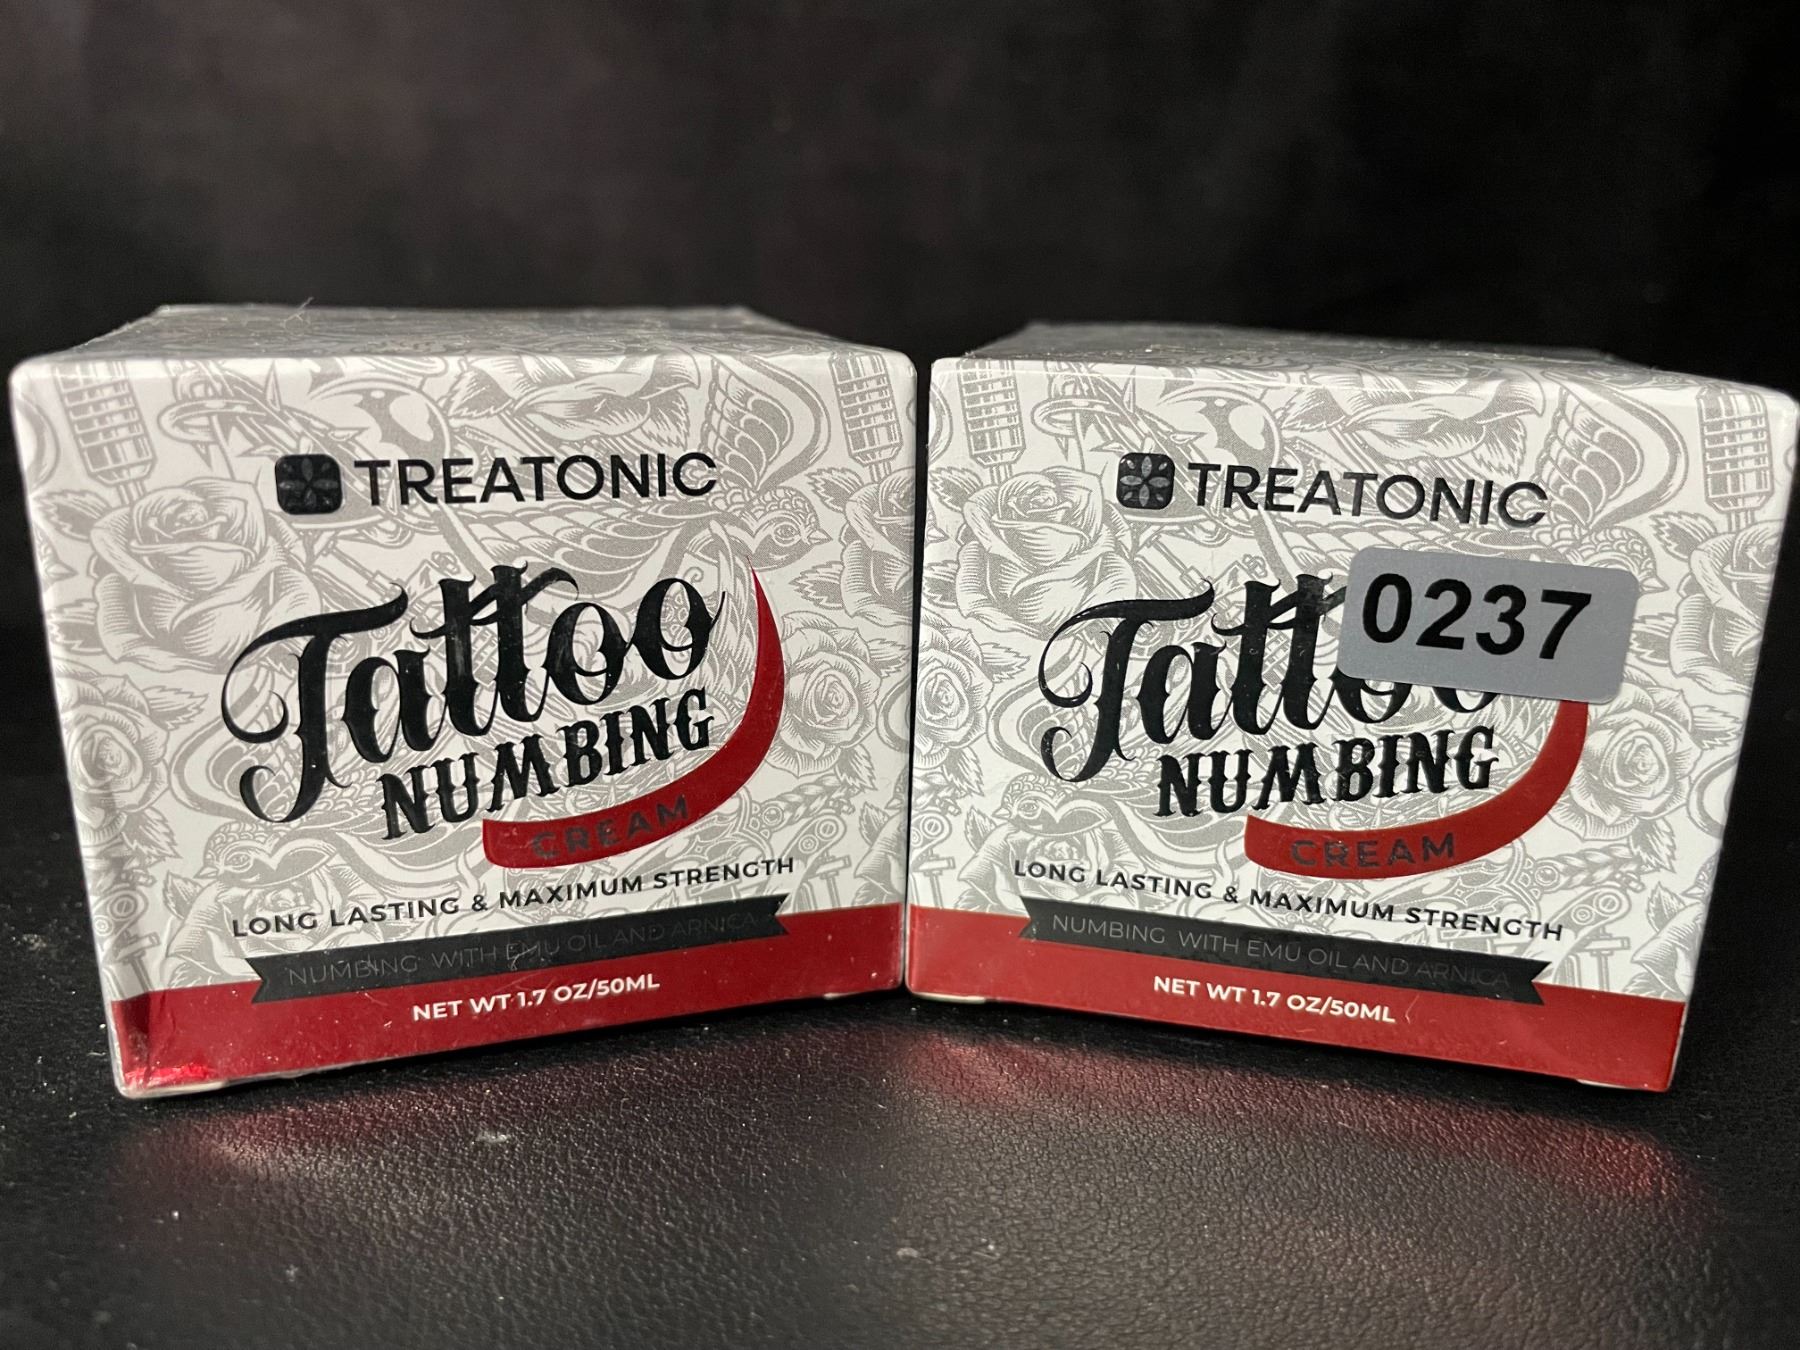 TREATONIC
Tattoo
NUMBING
CREAM
LONG LASTING & MAXIMUM STRENGTH
NUMBING WITH EMU OIL AND ARNICA
NET WT 1.7 OZ/50ML
TREATONIC
0237
Tattoo
NUMBING
CREAM
LONG LASTING & MAXIMUM STRENGTH
NUMBING WITH EMU OIL AND ARNICA
NET WT 1.7 OZ/50ML